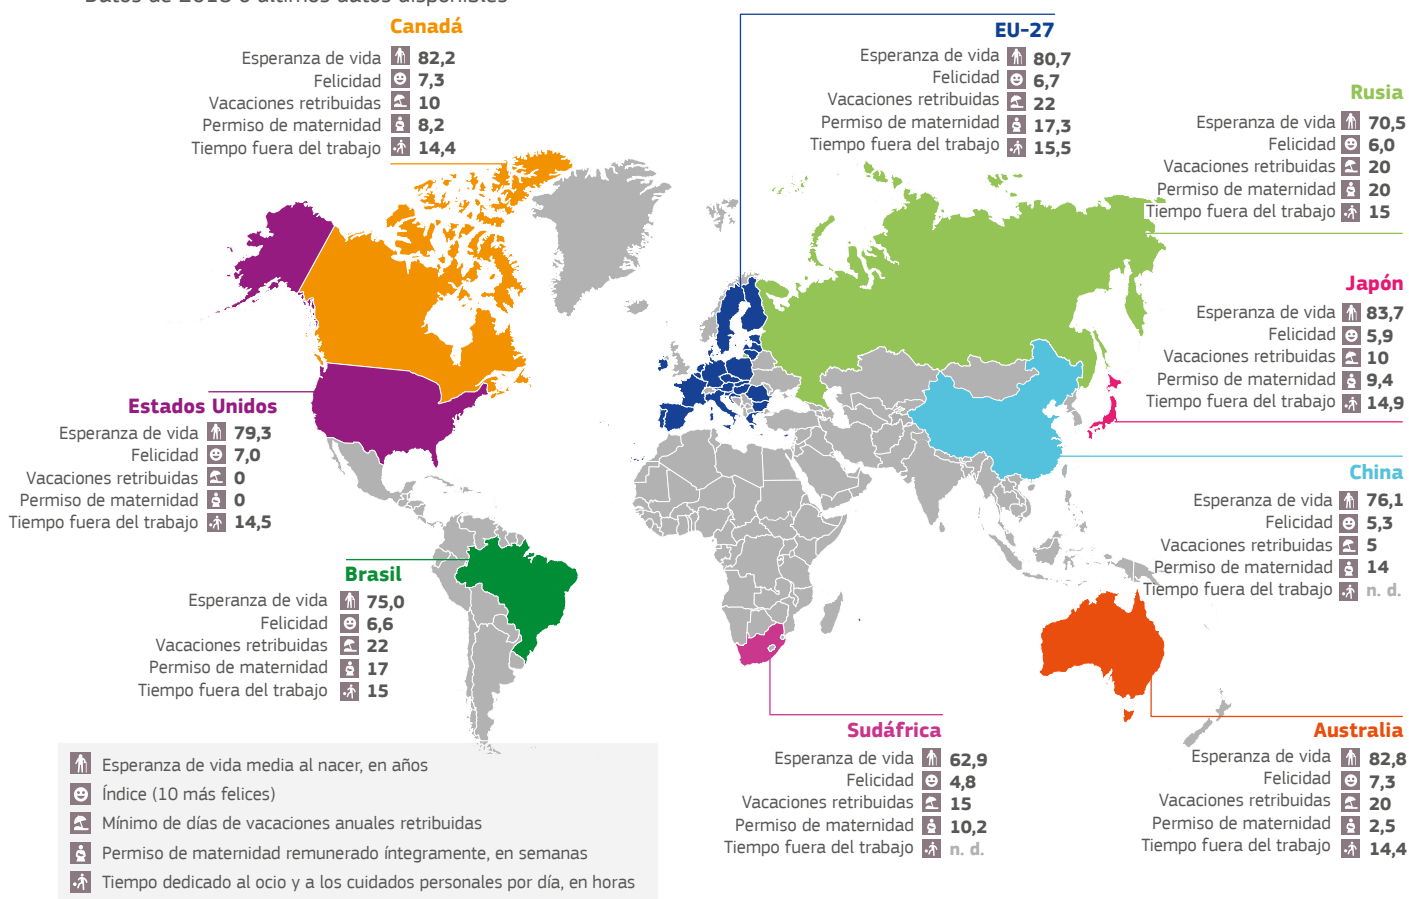 Datos de 2018 o últimos datos disponibles
Canadá
Esperanza de vida 82,2
Felicidad 7,3
Vacaciones retribuidas 10
Permiso de maternidad 8,2
Tiempo fuera del trabajo 14,4
EU-27
Esperanza de vida 80,7
Felicidad 6,7
Vacaciones retribuidas 22
Permiso de maternidad 17,3
Tiempo fuera del trabajo 15,5
Rusia
Esperanza de vida 70,5
Felicidad 6,0
Vacaciones retribuidas 20
Permiso de maternidad 20
Tiempo fuera del trabajo 15
Japón
Esperanza de vida 83,7
Felicidad 5,9
Vacaciones retribuidas 10
Permiso de maternidad 9,4
Tiempo fuera del trabajo 14,9
Estados Unidos
Esperanza de vida 79,3
Felicidad 7,0
Vacaciones retribuidas 0
Permiso de maternidad 0
Tiempo fuera del trabajo 14,5
China
Esperanza de vida 76,1
Felicidad 5,3
Vacaciones retribuidas 5
Permiso de maternidad 14
Tiempo fuera del trabajo n. d.
Brasil
Esperanza de vida 75,0
Felicidad 6,6
Vacaciones retribuidas 22
Permiso de maternidad 17
Tiempo fuera del trabajo 15
Sudáfrica
Esperanza de vida 62,9
Felicidad 4,8
Vacaciones retribuidas 15
Permiso de maternidad 10,2
Tiempo fuera del trabajo n. d.
Australia
Esperanza de vida 82,8
Felicidad 7,3
Vacaciones retribuidas 20
Permiso de maternidad 2,5
Tiempo fuera del trabajo 14,4
Esperanza de vida media al nacer, en años
Índice (10 más felices)
Mínimo de días de vacaciones anuales retribuidas
Permiso de maternidad remunerado íntegramente, en semanas
Tiempo dedicado al ocio y a los cuidados personales por día, en horas